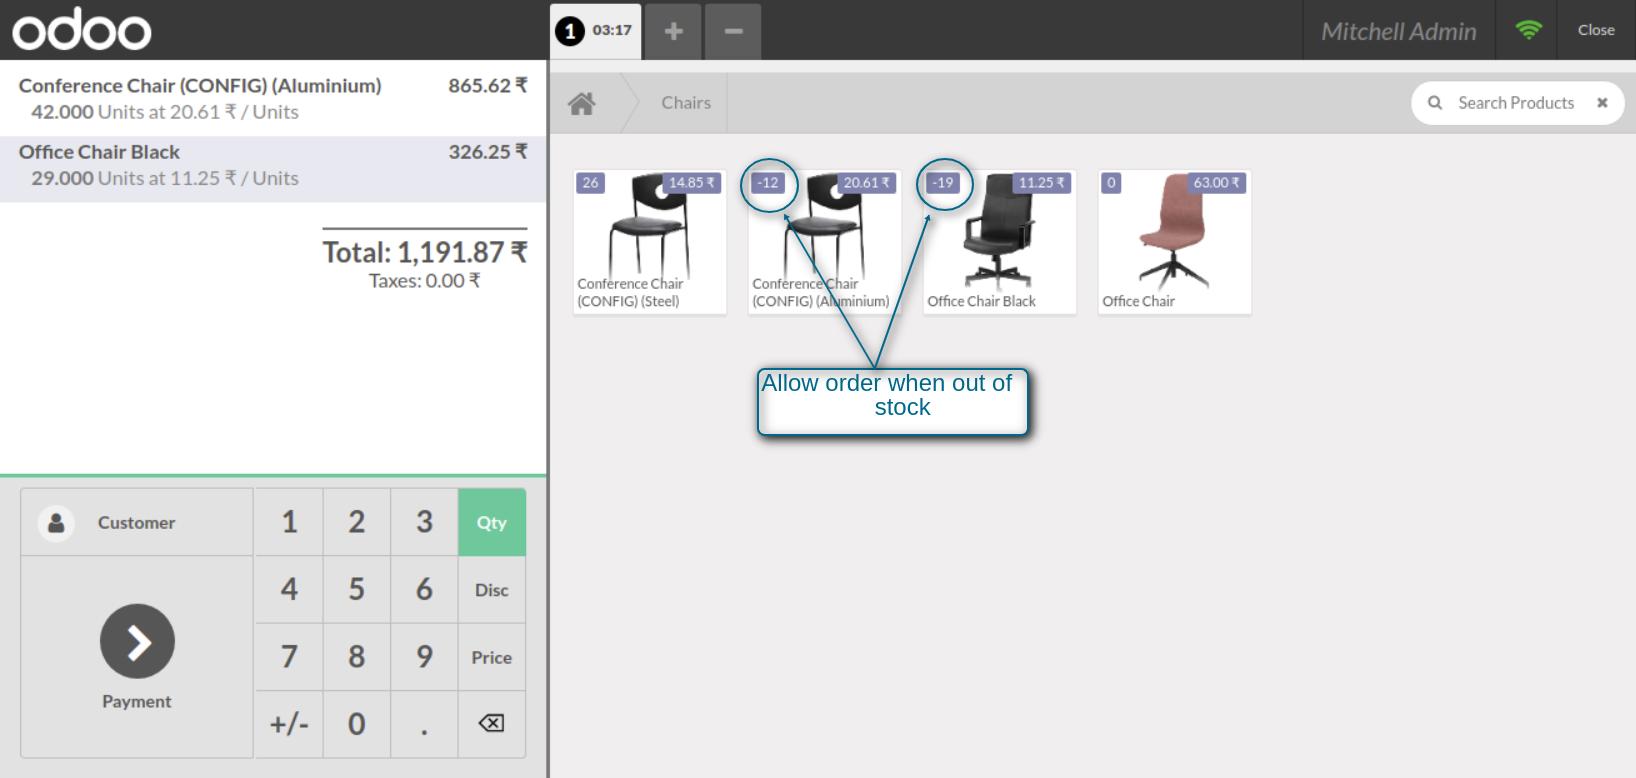 odoo
1 03:17 + −
Mitchell Admin
Close
Conference Chair (CONFIG) (Aluminium) 865.62 ₹
42.000 Units at 20.61 ₹ / Units
Office Chair Black 326.25 ₹
29.000 Units at 11.25 ₹ / Units
Total: 1,191.87 ₹
Taxes: 0.00 ₹
Customer
Payment
1 2 3 Qty
4 5 6 Disc
7 8 9 Price
+/- 0 .
Chairs
Search Products
26 14.85 ₹
Conference Chair
(CONFIG) (Steel)
-12 20.61 ₹
Conference Chair
(CONFIG) (Aluminium)
-19 11.25 ₹
Office Chair Black
0 63.00 ₹
Office Chair
Allow order when out of
stock